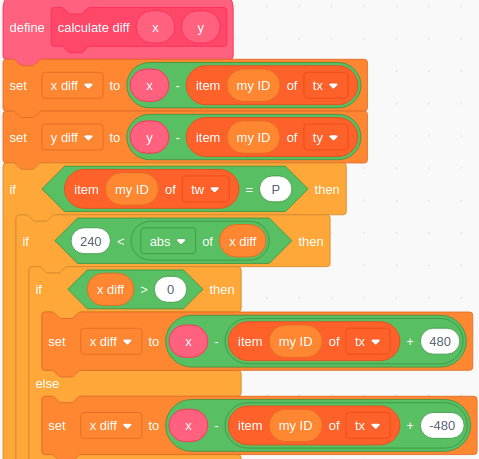 define calculate diff x y
set x diff to x - item my ID of tx
set y diff to y - item my ID of ty
if item my ID of tw = P then
if 240 < abs of x diff then
if x diff > 0 then
set x diff to x - item my ID of tx + 480
else
set x diff to x - item my ID of tx + -480